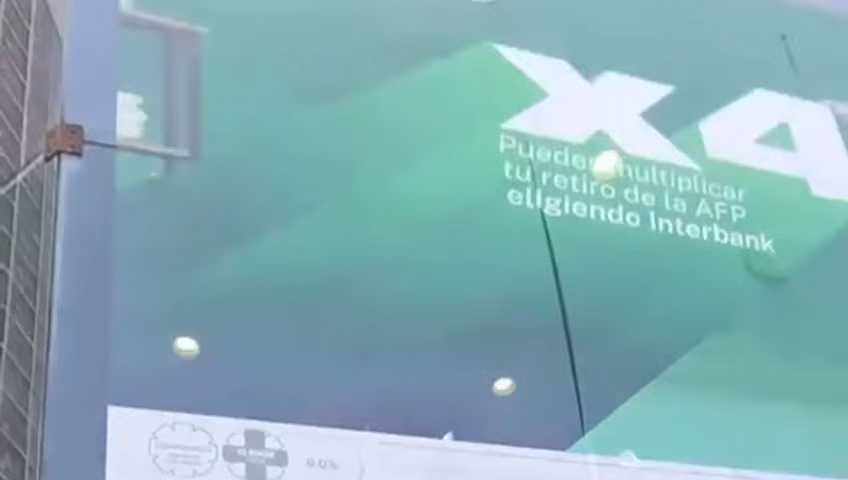 X4
Puedes multiplicar
tu retiro de la AFP
eligiendo Interbank